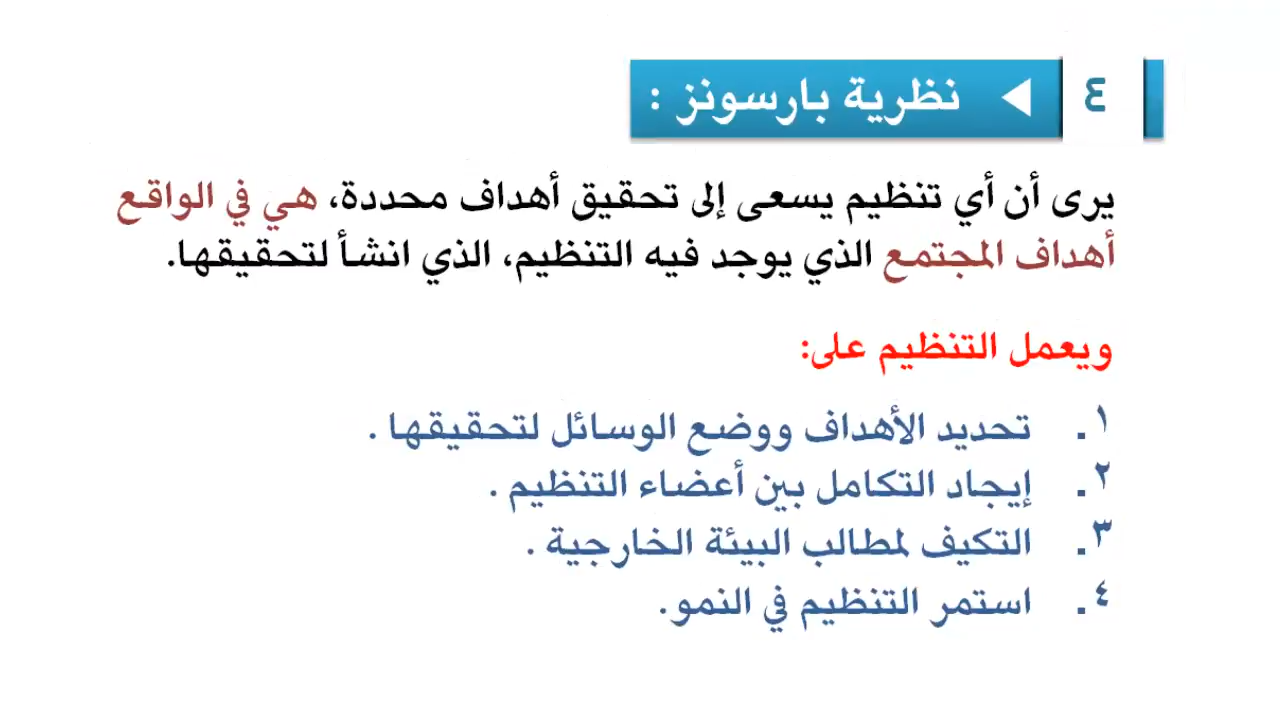 ٤ نظرية بارسونز :
يرى أن أي تنظيم يسعى إلى تحقيق أهداف محددة، هي في الواقع
أهداف المجتمع الذي يوجد فيه التنظيم، الذي انشأ لتحقيقها.
ويعمل التنظيم على:
١. تحديد الأهداف ووضع الوسائل لتحقيقها .
٢. إيجاد التكامل بين أعضاء التنظيم .
٣. التكيف لمطالب البيئة الخارجية .
٤. استمر التنظيم في النمو.